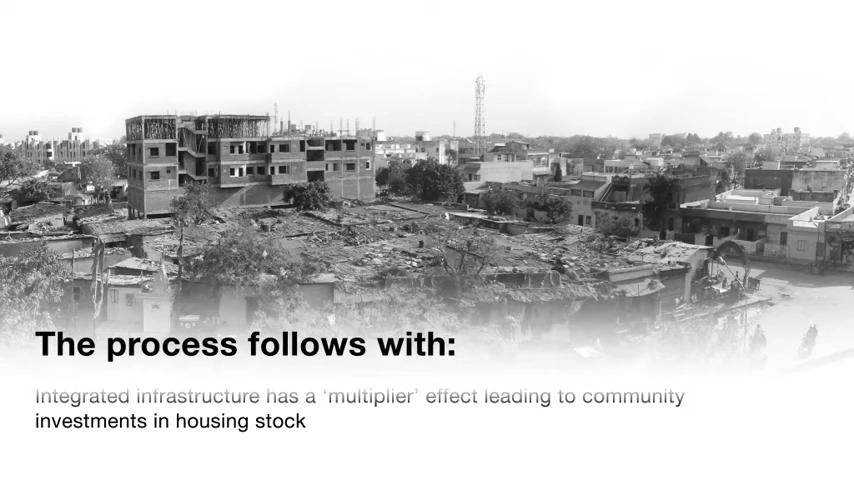 The process follows with:
Integrated infrastructure has a ‘multiplier’ effect leading to community
investments in housing stock